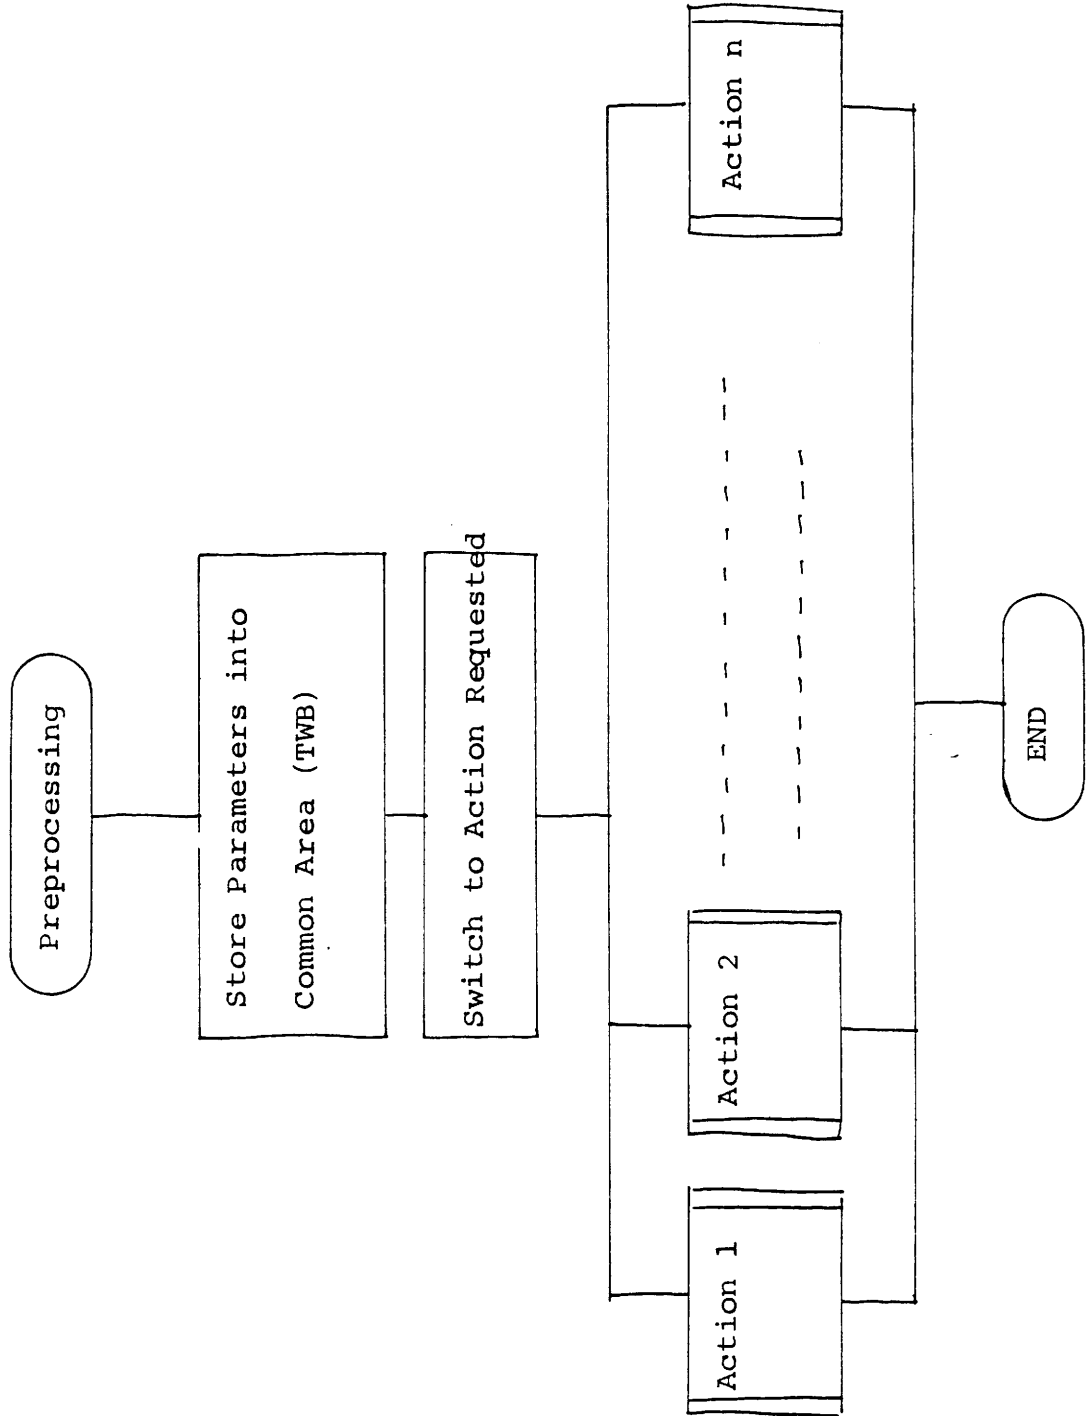 Preprocessing
Store Parameters into
Common Area (TWB)
Switch to Action Requested
Action 1
Action 2
Action n
END